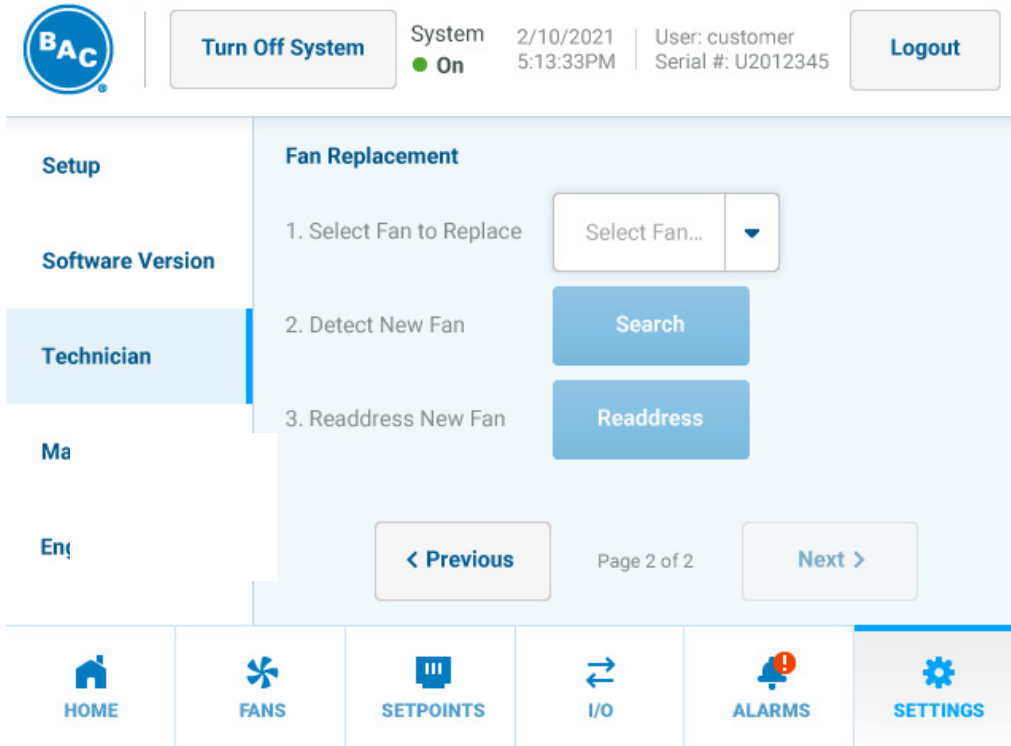 BAC®
Turn Off System
System
On
2/10/2021
5:13:33PM
User: customer
Serial #: U2012345
Logout
Setup
Software Version
Technician
Ma
Fan Replacement
1. Select Fan to Replace
Select Fan...
2. Detect New Fan
Search
3. Readdress New Fan
Readdress
< Previous
Page 2 of 2
Next >
HOME
FANS
SETPOINTS
I/O
ALARMS
SETTINGS